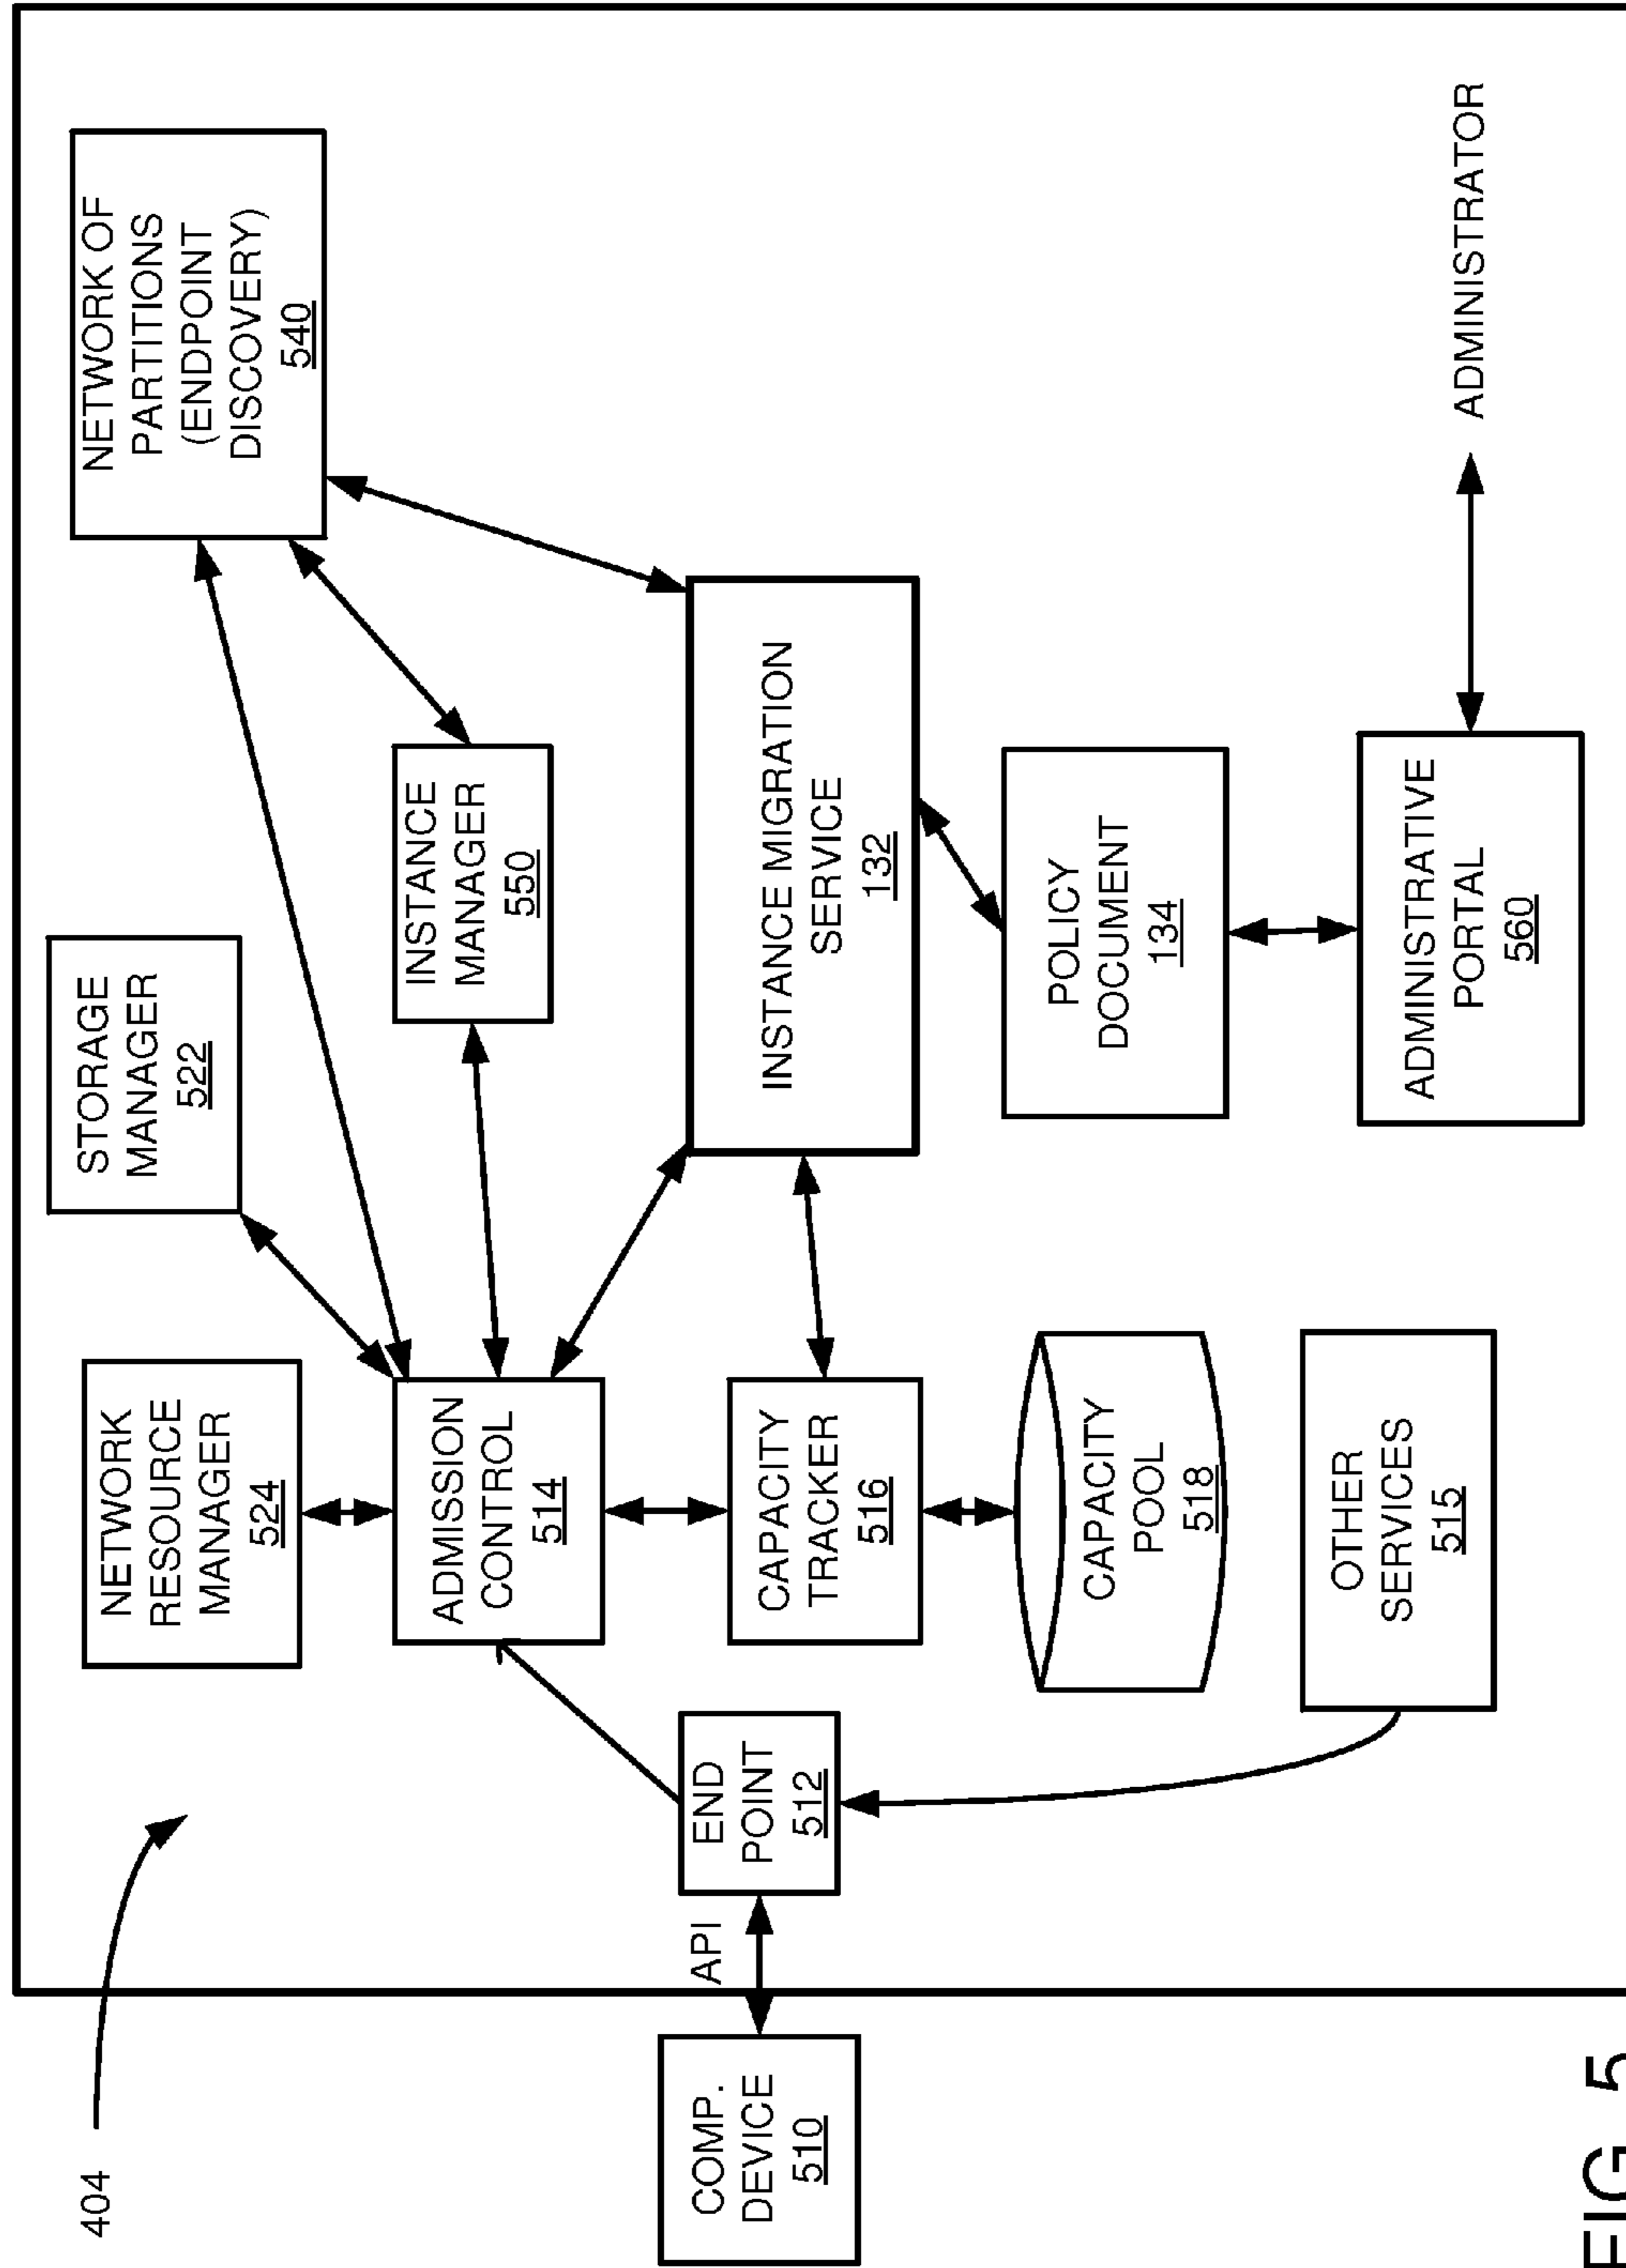 404
NETWORK
RESOURCE
MANAGER
524
STORAGE
MANAGER
522
NETWORK OF
PARTITIONS
(ENDPOINT
DISCOVERY)
540
ADMISSION
CONTROL
514
INSTANCE
MANAGER
550
COMP.
DEVICE
510
API
END
POINT
512
CAPACITY
TRACKER
516
INSTANCE MIGRATION
SERVICE
132
CAPACITY
POOL
518
POLICY
DOCUMENT
134
OTHER
SERVICES
515
ADMINISTRATIVE
PORTAL
560
ADMINISTRATOR
FIG. 5